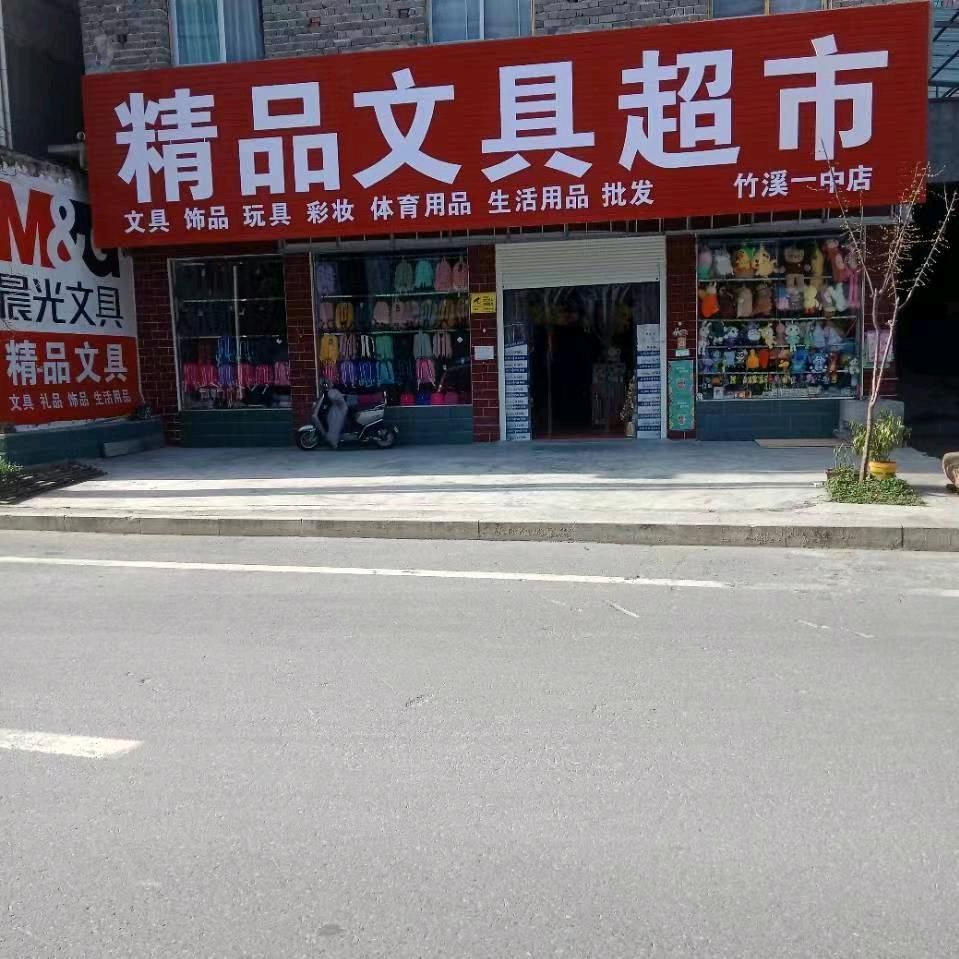 精品文具超市
文具 饰品 玩具 彩妆 体育用品 生活用品 批发
竹溪一中店
M&G
晨光文具
精品文具
文具 礼品 饰品 生活用品